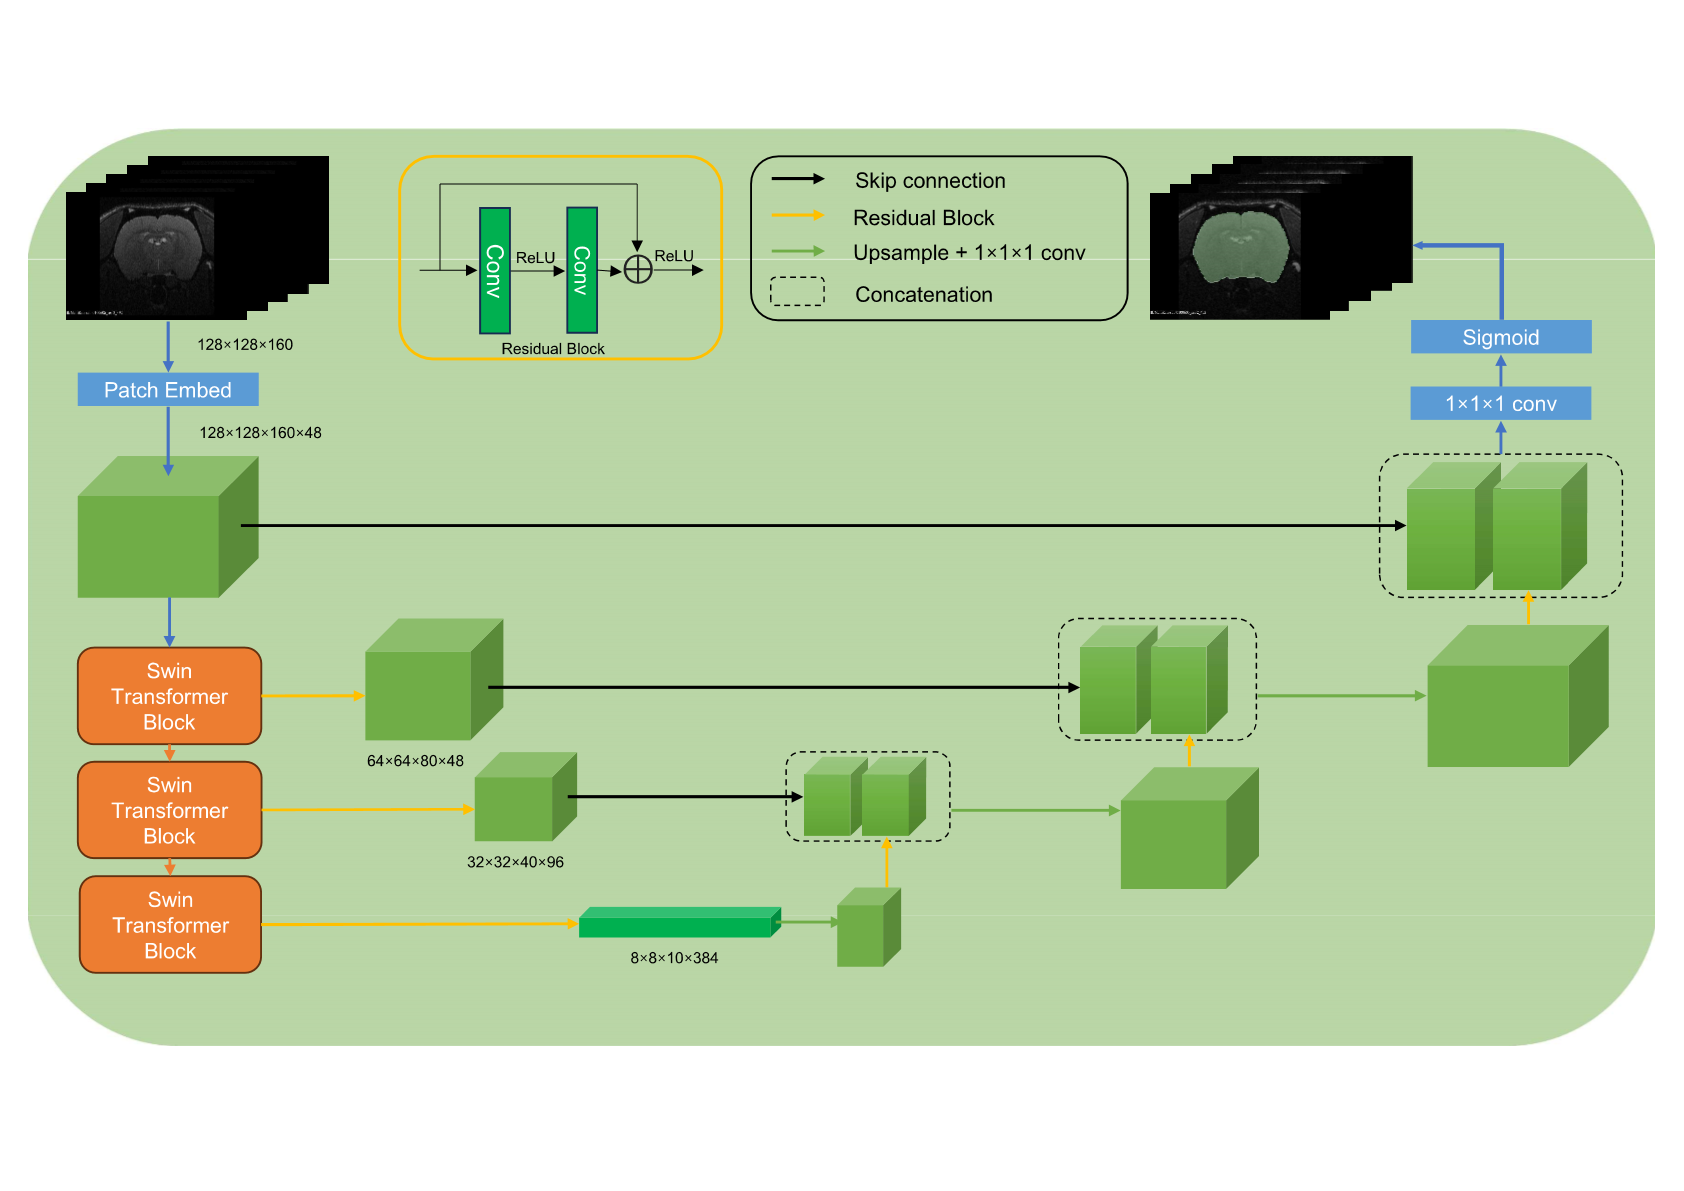 Conv
ReLU
Conv
ReLU
Residual Block
Skip connection
Residual Block
Upsample + 1×1×1 conv
Concatenation
128×128×160
Patch Embed
128×128×160×48
Sigmoid
1×1×1 conv
Swin
Transformer
Block
64×64×80×48
Swin
Transformer
Block
32×32×40×96
Swin
Transformer
Block
8×8×10×384